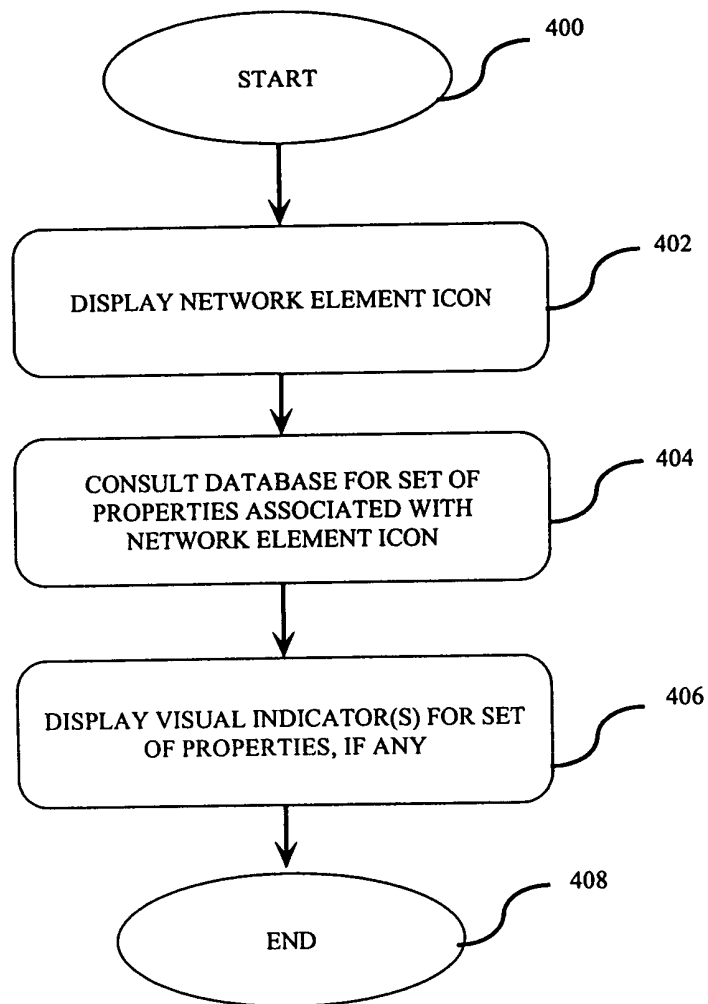 400
START
402
DISPLAY NETWORK ELEMENT ICON
404
CONSULT DATABASE FOR SET OF
PROPERTIES ASSOCIATED WITH
NETWORK ELEMENT ICON
406
DISPLAY VISUAL INDICATOR(S) FOR SET
OF PROPERTIES, IF ANY
408
END